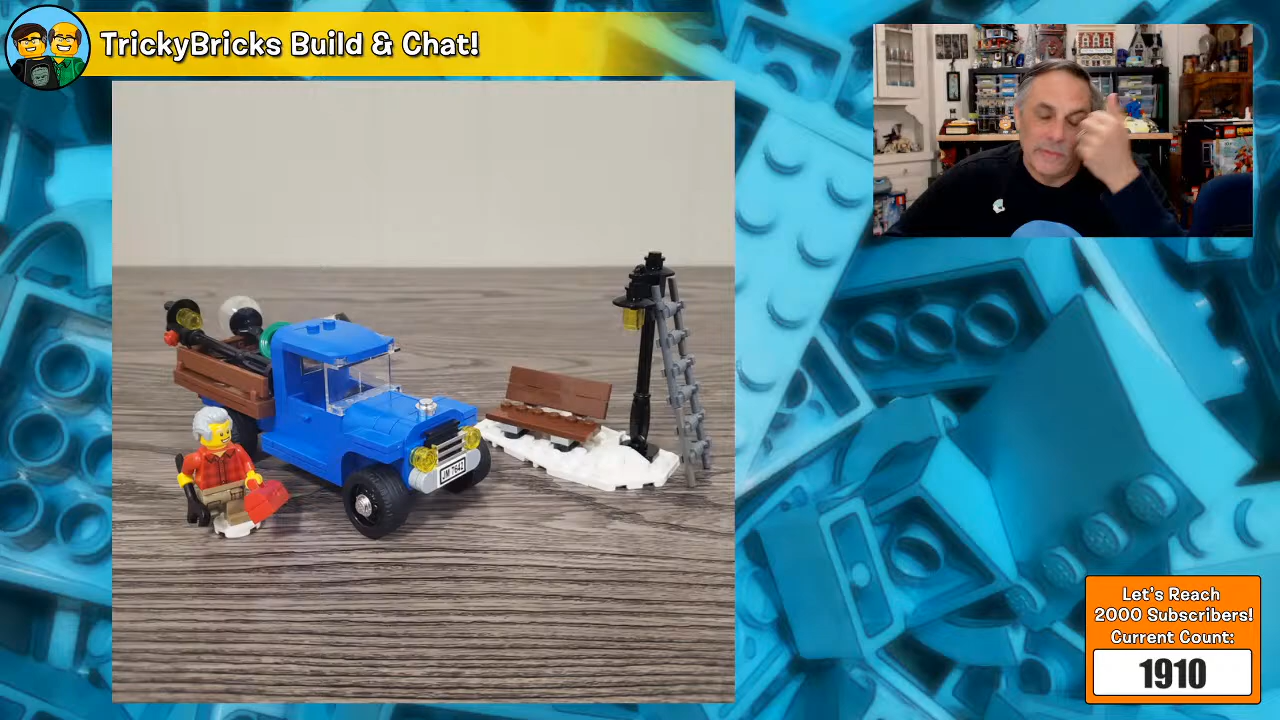 TrickyBricks Build & Chat!
Let's Reach
2000 Subscribers!
Current Count:
1910